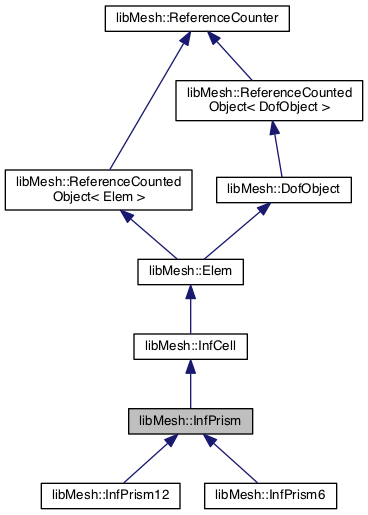 libMesh::ReferenceCounter
libMesh::ReferenceCounted
Object< DofObject >
libMesh::ReferenceCounted
Object< Elem >
libMesh::DofObject
libMesh::Elem
libMesh::InfCell
libMesh::InfPrism
libMesh::InfPrism12
libMesh::InfPrism6